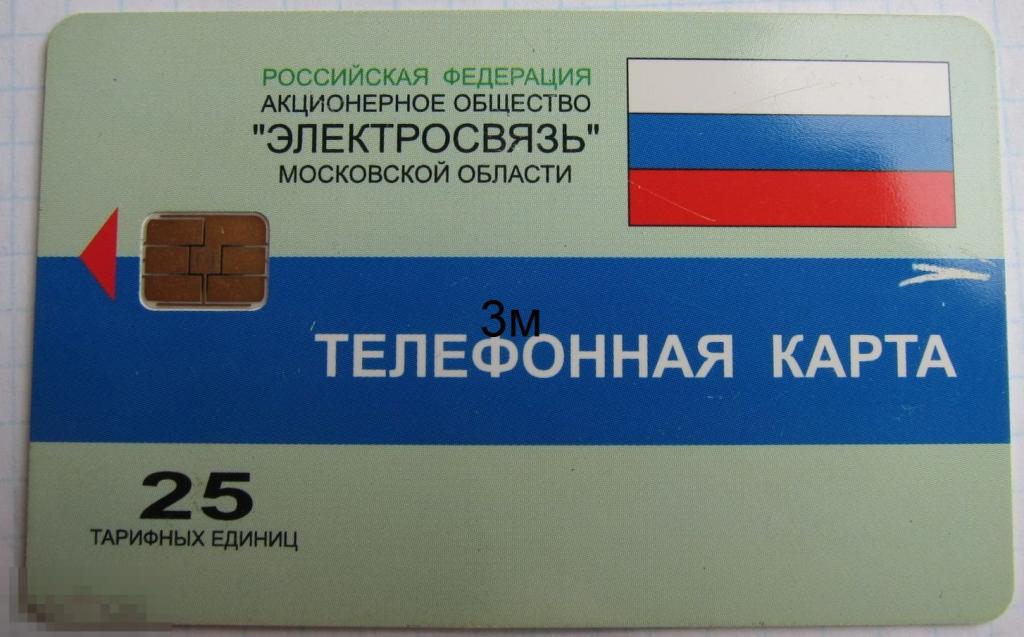 РОССИЙСКАЯ ФЕДЕРАЦИЯ
АКЦИОНЕРНОЕ ОБЩЕСТВО
"ЭЛЕКТРОСВЯЗЬ"
МОСКОВСКОЙ ОБЛАСТИ
3м
ТЕЛЕФОННАЯ КАРТА
25
ТАРИФНЫХ ЕДИНИЦ